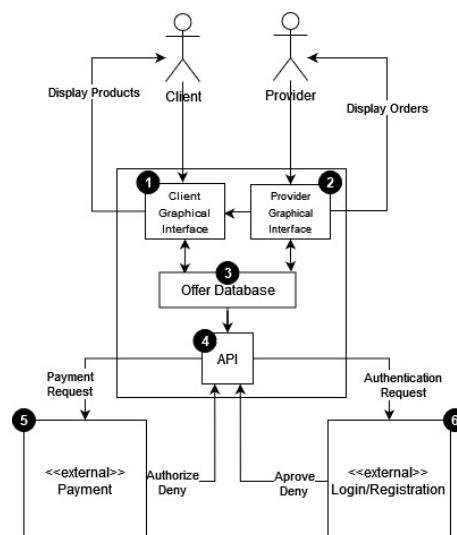 Client
Provider
Display Products
Display Orders
1
Client
Graphical
Interface
2
Provider
Graphical
Interface
3
Offer Database
4
API
Payment
Request
Authentication
Request
5
<<external>>
Payment
Authorize
Deny
Aprove
Deny
6
<<external>>
Login/Registration